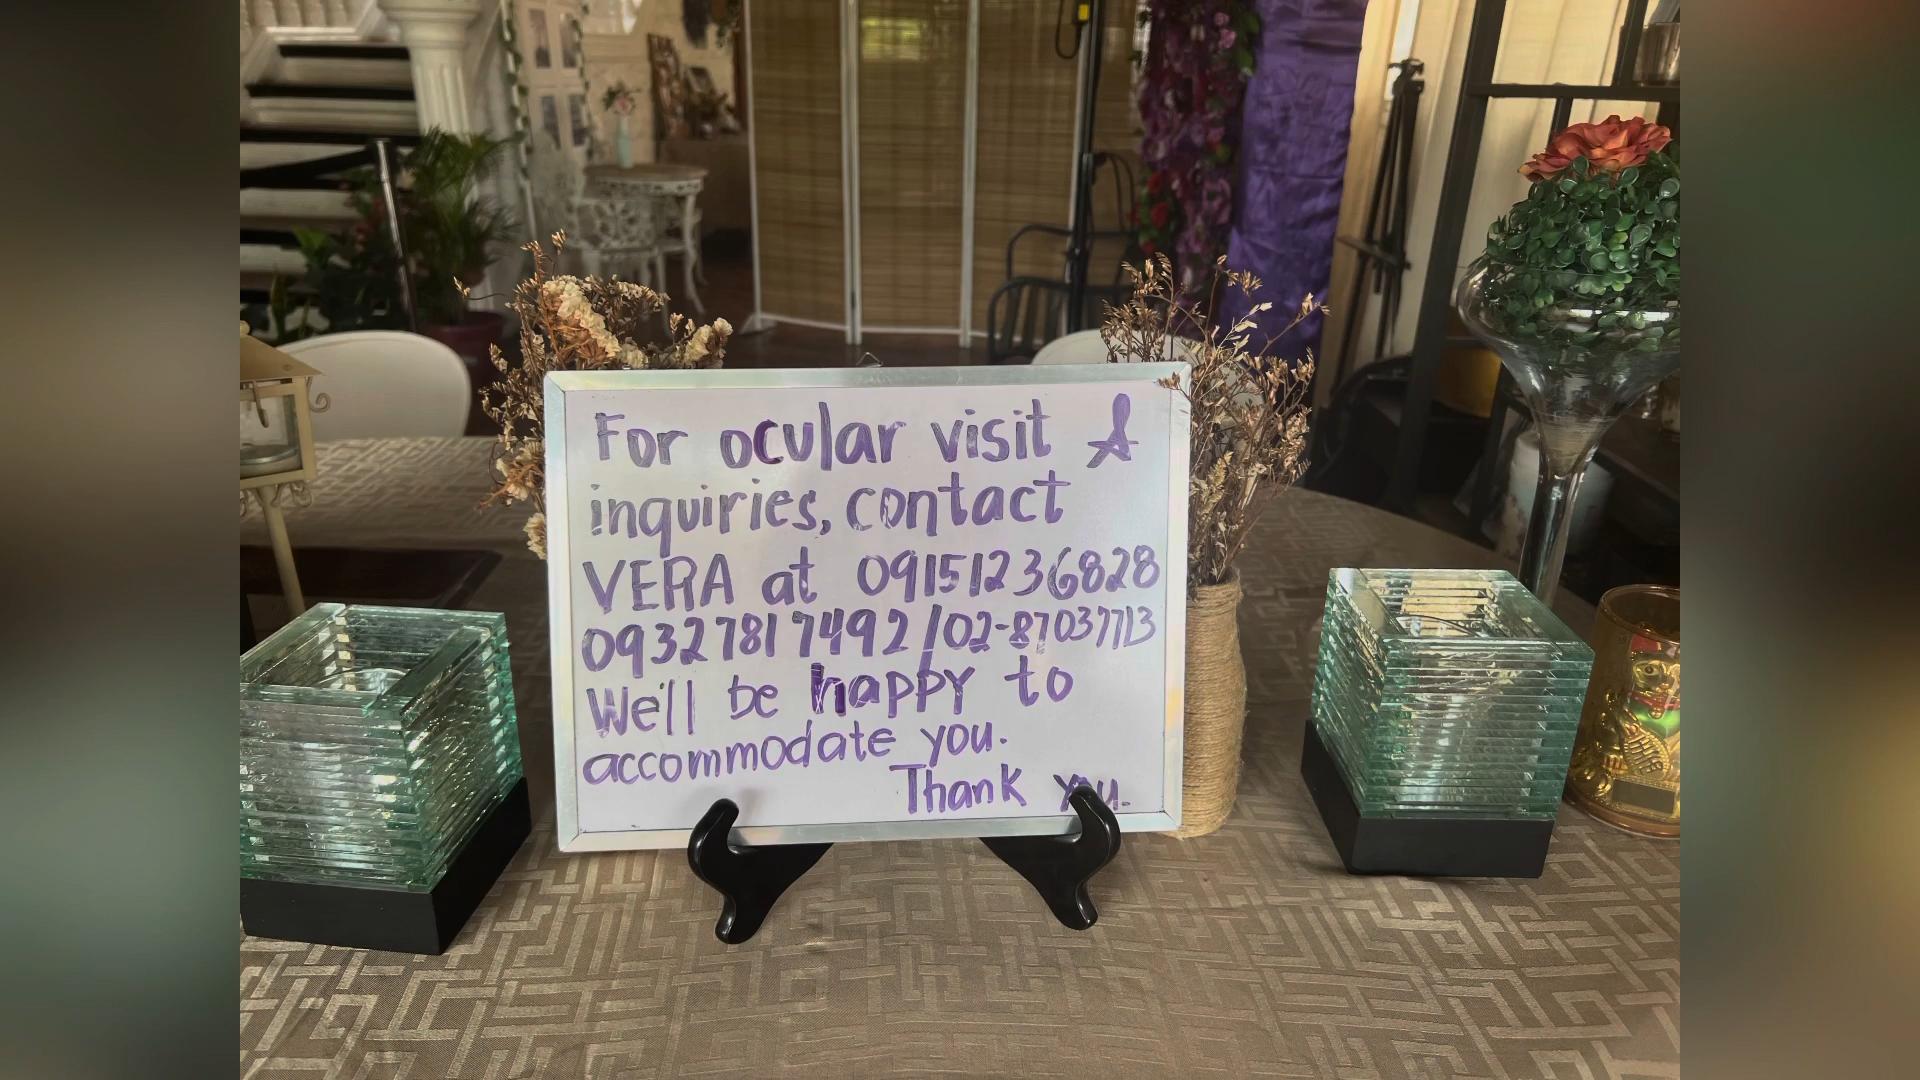 For ocular visit &
inquiries, contact
VERA at 09151236828
09327817492/02-87037713
We'll be happy to
accommodate you.
Thank you.